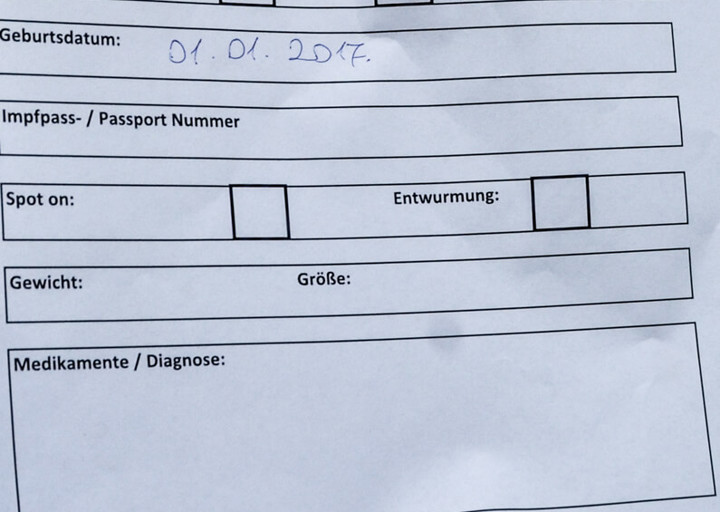 Geburtsdatum: 01.01.2017.
Impfpass- / Passport Nummer
Spot on: Entwurmung:
Gewicht: Größe:
Medikamente / Diagnose: